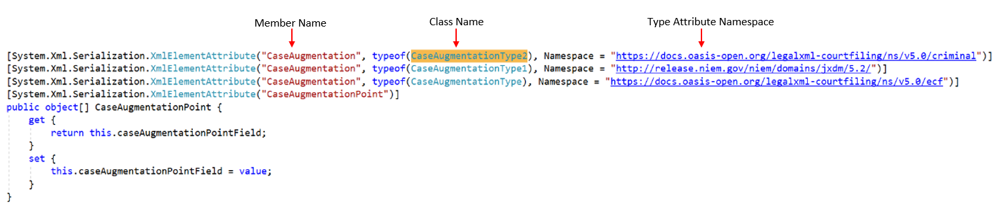 Member Name Class Name Type Attribute Namespace
[System.Xml.Serialization.XmlElementAttribute("CaseAugmentation", typeof(CaseAugmentationType2), Namespace = "https://docs.oasis-open.org/legalxml-courtfiling/ns/v5.0/criminal")]
[System.Xml.Serialization.XmlElementAttribute("CaseAugmentation", typeof(CaseAugmentationType1), Namespace = "http://release.niem.gov/niem/domains/jxdm/5.2/")]
[System.Xml.Serialization.XmlElementAttribute("CaseAugmentation", typeof(CaseAugmentationType), Namespace = "https://docs.oasis-open.org/legalxml-courtfiling/ns/v5.0/ecf")]
[System.Xml.Serialization.XmlElementAttribute("CaseAugmentationPoint")]
public object[] CaseAugmentationPoint {
    get {
        return this.caseAugmentationPointField;
    }
    set {
        this.caseAugmentationPointField = value;
    }
}